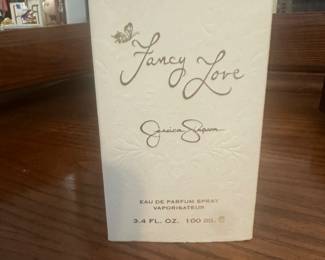 Fancy Love
Jessica Simpson
EAU DE PARFUM SPRAY
VAPORISATEUR
3.4 FL. OZ. 100 ml ℮